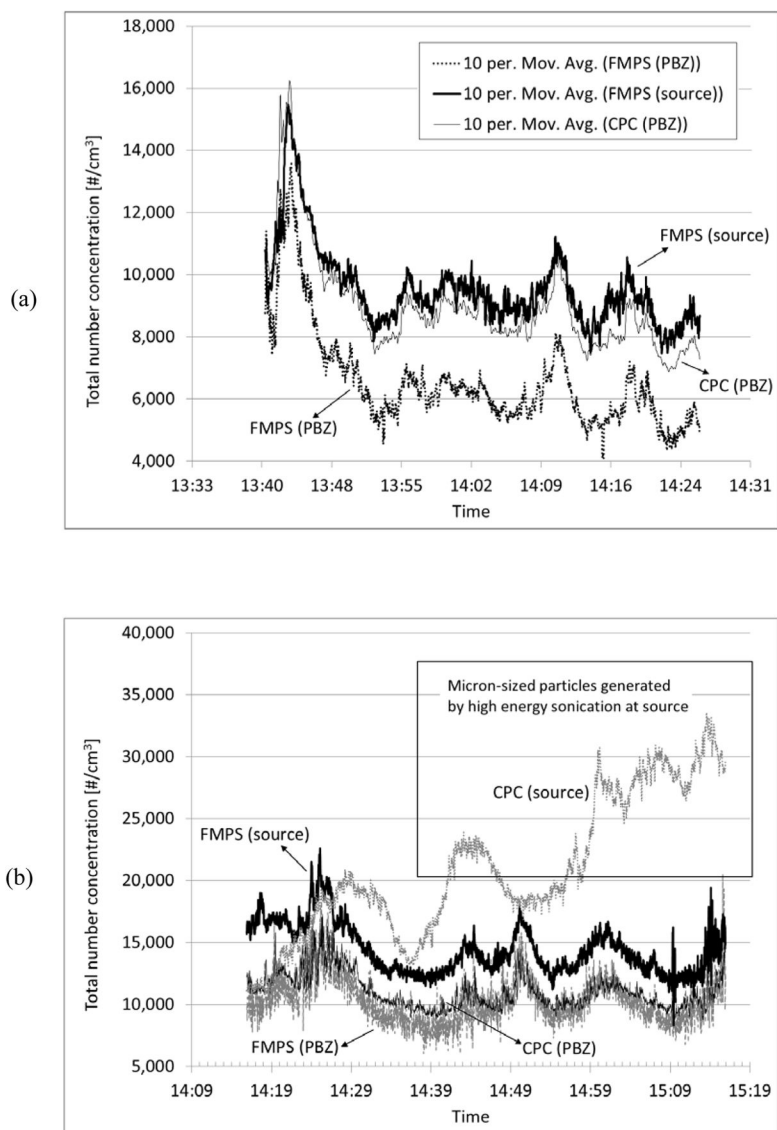 (a)
Total number concentration [#/cm³]
18,000
16,000
14,000
12,000
10,000
8,000
6,000
4,000
10 per. Mov. Avg. (FMPS (PBZ))
10 per. Mov. Avg. (FMPS (source))
10 per. Mov. Avg. (CPC (PBZ))
FMPS (source)
CPC (PBZ)
FMPS (PBZ)
13:33 13:40 13:48 13:55 14:02 14:09 14:16 14:24 14:31
Time
(b)
Total number concentration [#/cm³]
40,000
35,000
30,000
25,000
20,000
15,000
10,000
5,000
Micron-sized particles generated
by high energy sonication at source
CPC (source)
FMPS (source)
FMPS (PBZ)
CPC (PBZ)
14:09 14:19 14:29 14:39 14:49 14:59 15:09 15:19
Time